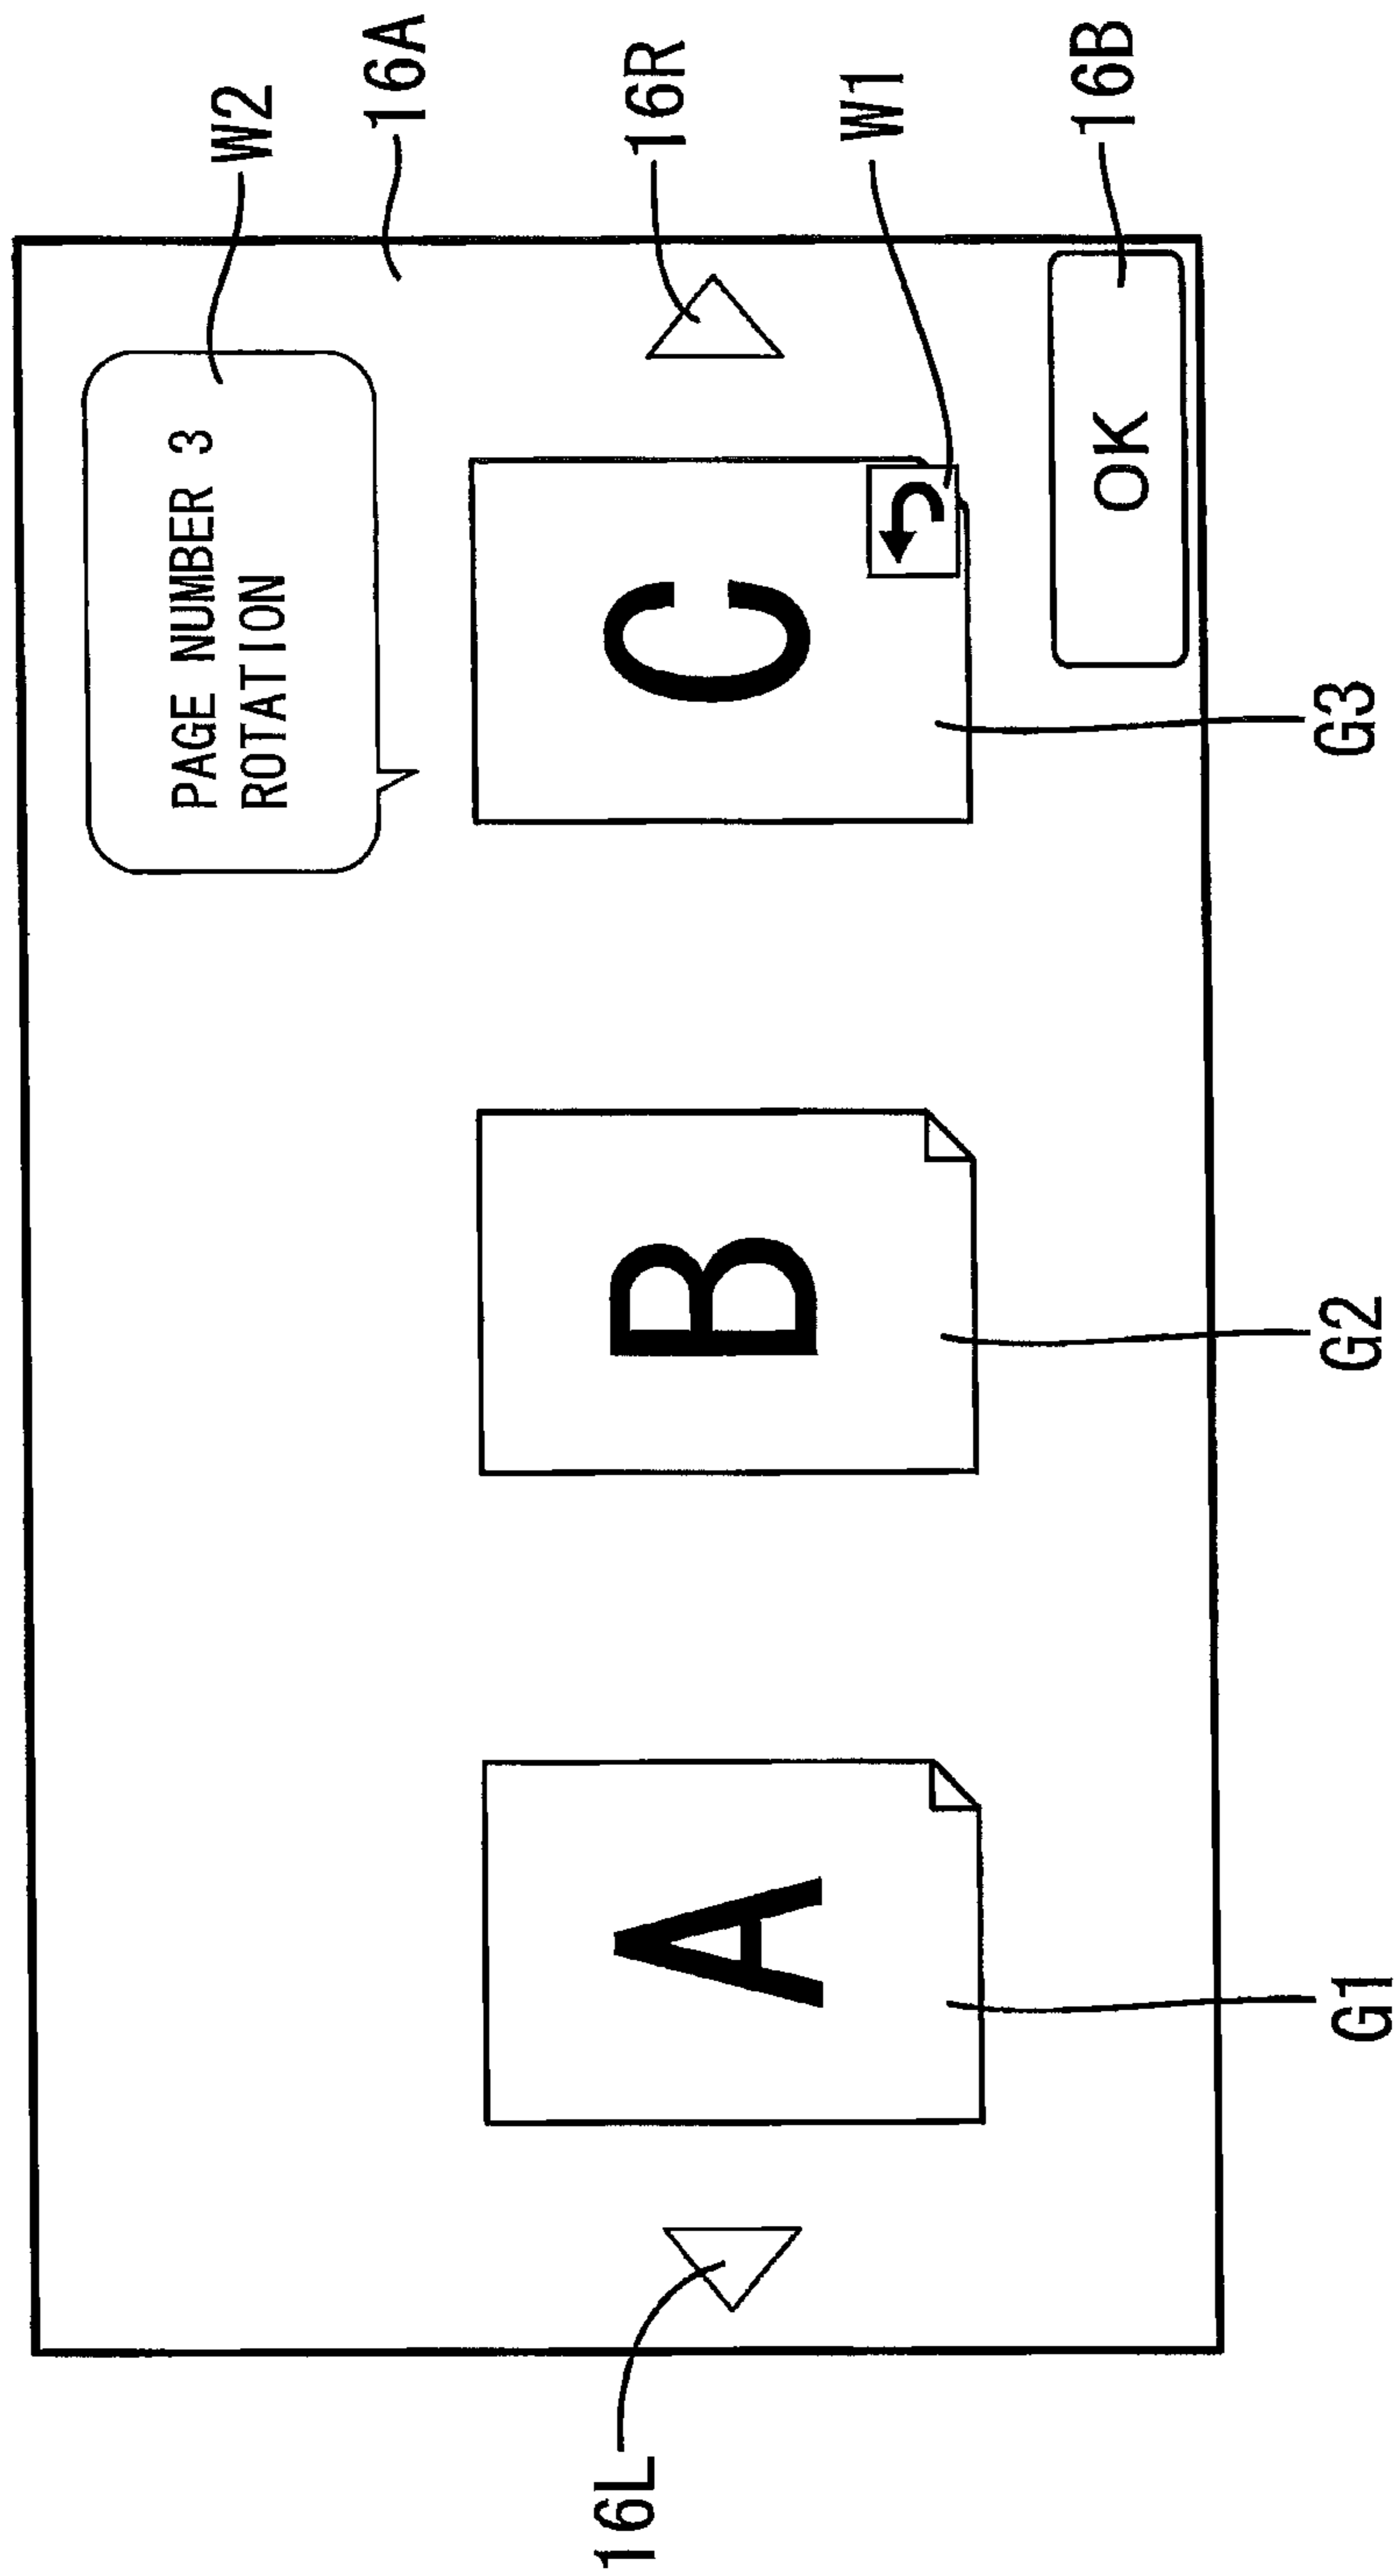 W2
16A
PAGE NUMBER 3
ROTATION
16L
16R
A
B
C
W1
OK
16B
G1
G2
G3